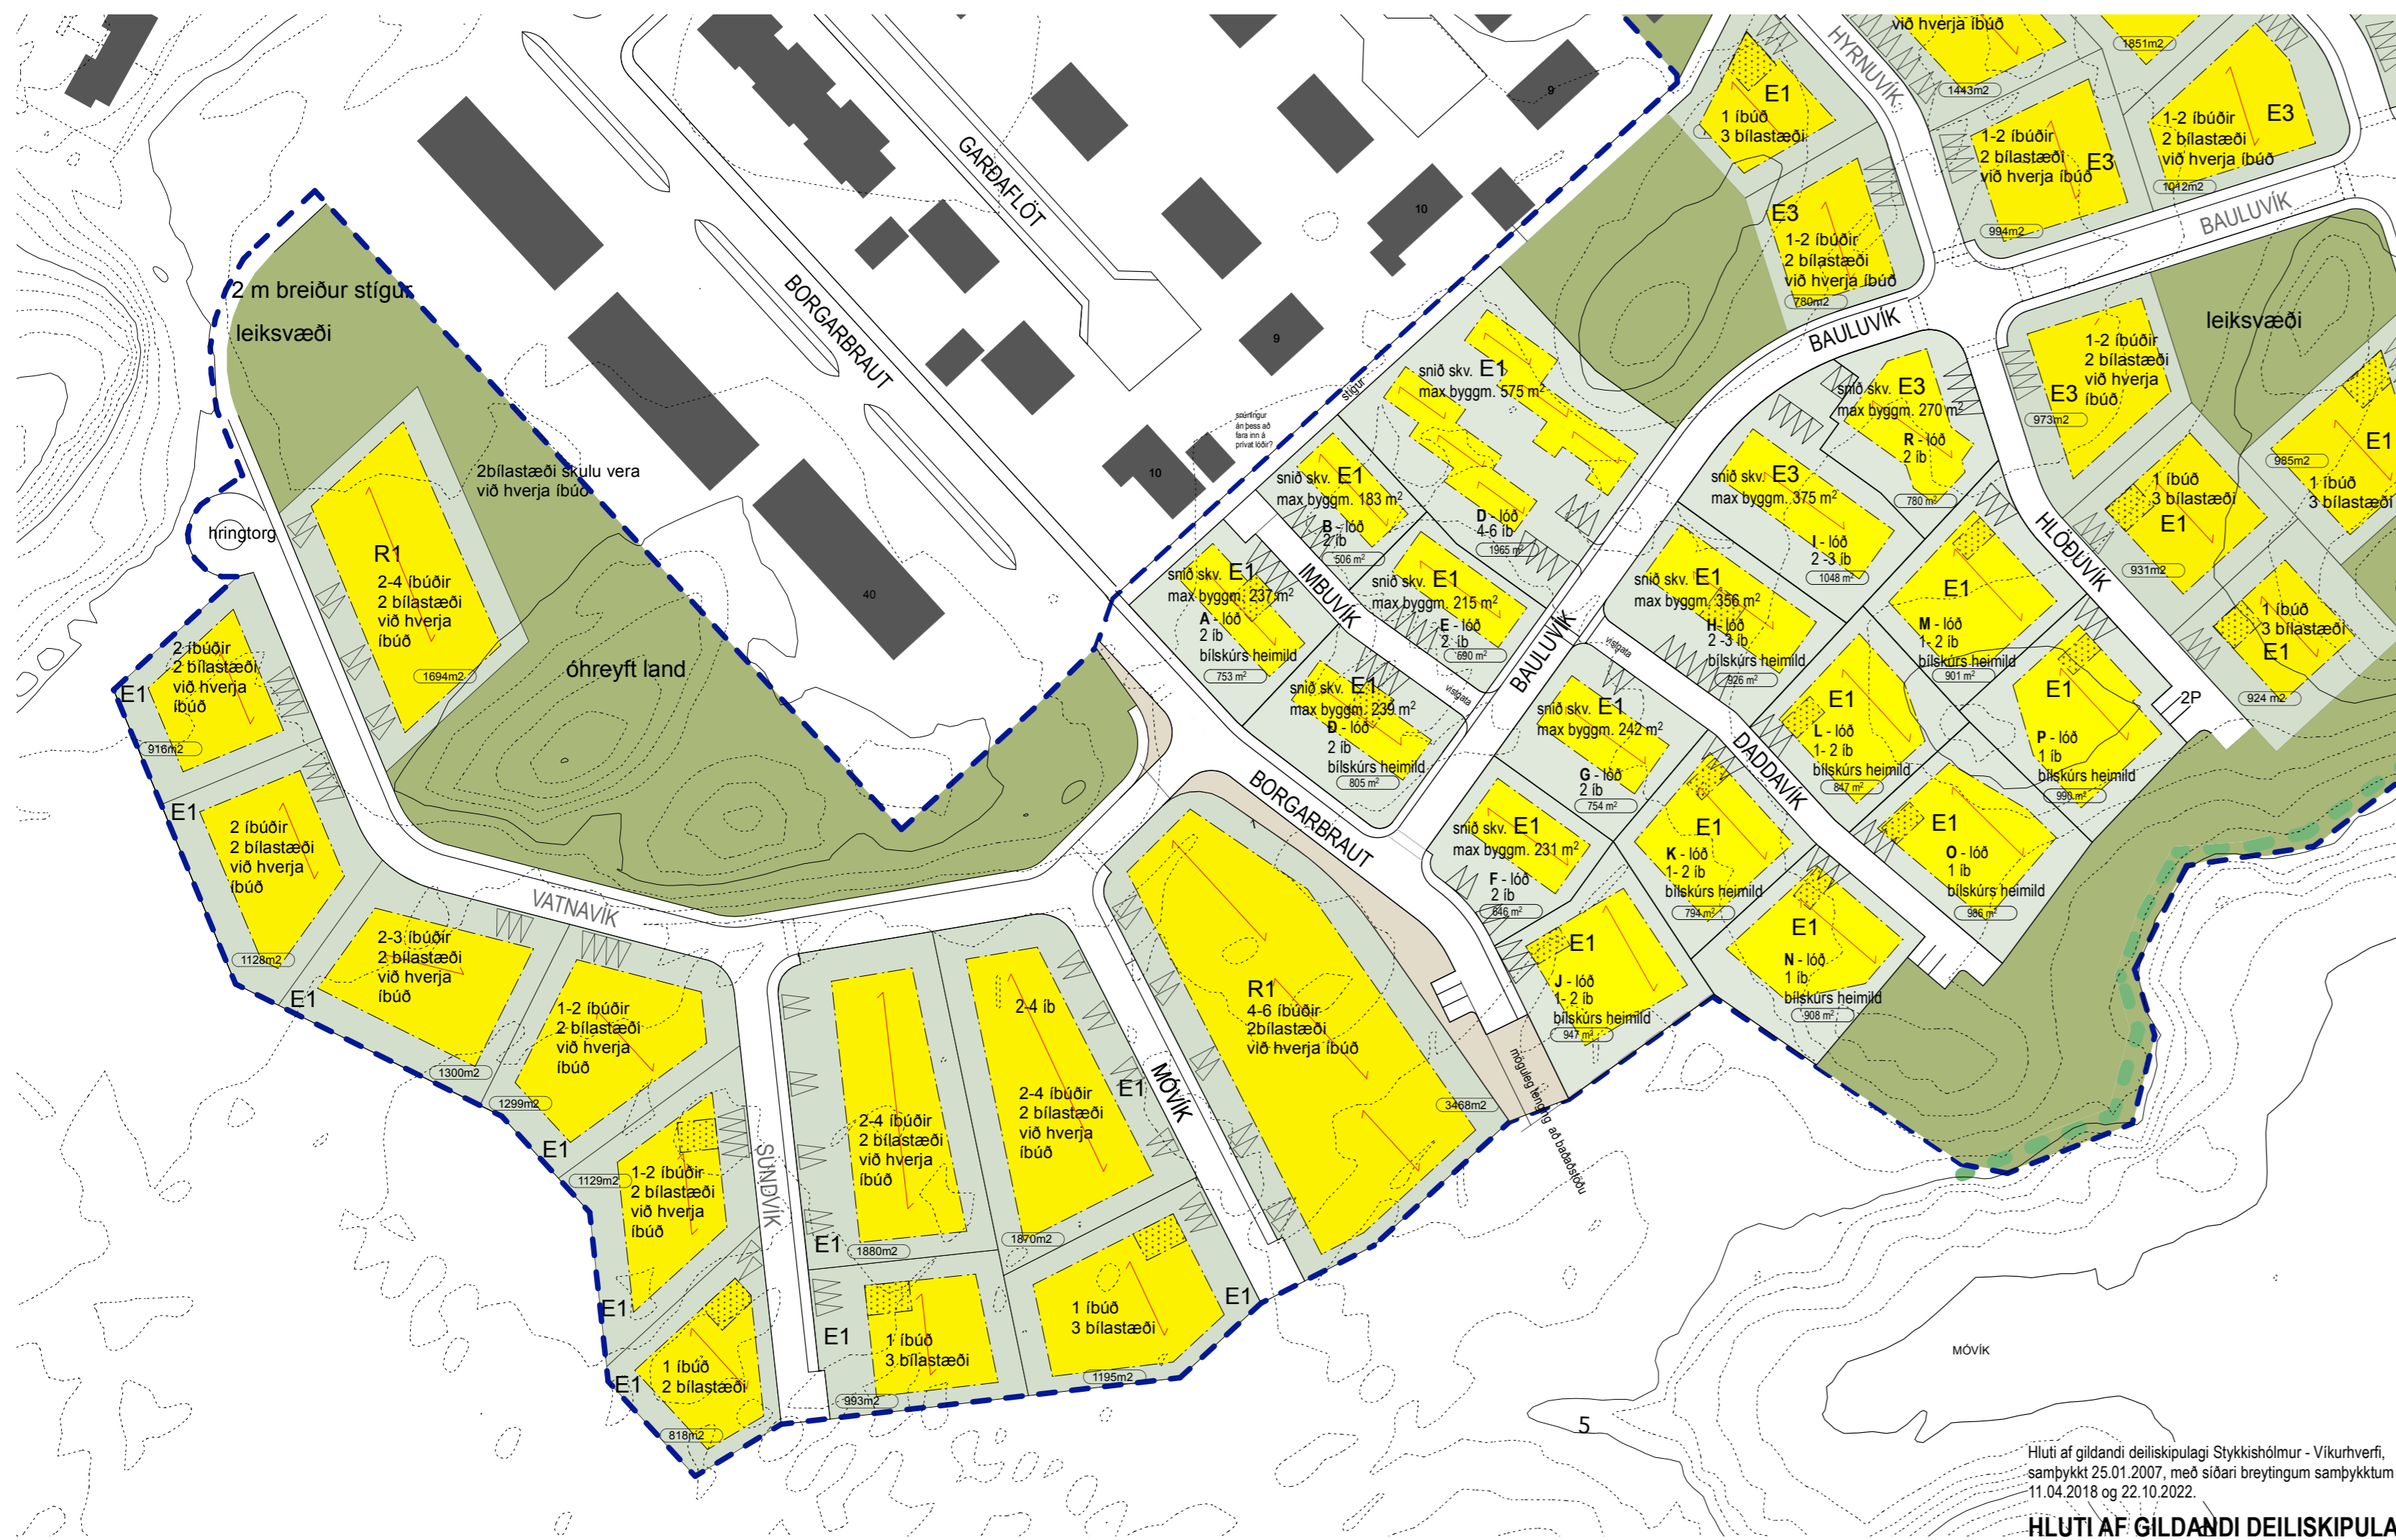 við hverja íbúð
1851m2
HYRNUVÍK
1443m2
E1
1 íbúð
3 bílastæði
1-2 íbúðir
2 bílastæði
við hverja íbúð
E3
994m2
1-2 íbúðir
2 bílastæði
við hverja íbúð
E3
1012m2
BAULUVÍK
E3
1-2 íbúðir
2 bílastæði
við hverja íbúð
780m2
9
10
9
10
40
GARÐAFLÖT
BORGARBRAUT
2 m breiður stígur
leiksvæði
2bílastæði skulu vera
við hverja íbúð
hringtorg
R1
2-4 íbúðir
2 bílastæði
við hverja
íbúð
1694m2
óhreyft land
stígur
snúningur
án þess að
fara inn á
prívat lóðir?
snið skv. E1
max byggm. 575 m²
D - lóð
4-6 íb
1965 m²
snið skv. E1
max byggm. 183 m²
B - lóð
2 íb
506 m²
snið skv. E1
max byggm. 237 m²
A - lóð
2 íb
bílskúrs heimild
753 m²
IMBUVÍK
snið skv. E1
max byggm. 215 m²
E - lóð
2 íb
590 m²
snið skv. E1
max byggm. 239 m²
Ð - lóð
2 íb
bílskúrs heimild
805 m²
vistgata
BAULUVÍK
BAULUVÍK
snið skv. E3
max byggm. 270 m²
R - lóð
2 íb
780 m²
snið skv. E3
max byggm. 375 m²
I - lóð
2 -3 íb
1048 m²
snið skv. E1
max byggm. 356 m²
H - lóð
2 -3 íb
bílskúrs heimild
926 m²
vistgata
snið skv. E1
max byggm. 242 m²
G - lóð
2 íb
754 m²
snið skv. E1
max byggm. 231 m²
F - lóð
2 íb
646 m²
DADDAVÍK
HLÖÐUVÍK
E1
M - lóð
1- 2 íb
bílskúrs heimild
901 m²
E1
L - lóð
1- 2 íb
bílskúrs heimild
847 m²
E1
P - lóð
1 íb
bílskúrs heimild
990 m²
2P
E1
K - lóð
1- 2 íb
bílskúrs heimild
794 m²
E1
O - lóð
1 íb
bílskúrs heimild
986 m²
E1
N - lóð
1 íb
bílskúrs heimild
908 m²
E1
J - lóð
1- 2 íb
bílskúrs heimild
947 m²
leiksvæði
1-2 íbúðir
2 bílastæði
við hverja
íbúð
E3
973m2
985m2
E1
1 íbúð
3 bílastæði
1 íbúð
3 bílastæði
E1
931m2
1 íbúð
3 bílastæði
E1
924 m2
BORGARBRAUT
möguleg tenging að baðaðstöðu
2 íbúðir
2 bílastæði
við hverja
íbúð
E1
916m2
E1
2 íbúðir
2 bílastæði
við hverja
íbúð
1128m2
VATNAVÍK
2-3 íbúðir
2 bílastæði
við hverja
íbúð
E1
1300m2
1-2 íbúðir
2 bílastæði
við hverja
íbúð
1299m2
E1
1129m2
1-2 íbúðir
2 bílastæði
við hverja
íbúð
E1
SUNDVÍK
1 íbúð
2 bílastæði
E1
818m2
2-4 íbúðir
2 bílastæði
við hverja
íbúð
E1
1880m2
2-4 íb
2-4 íbúðir
2 bílastæði
við hverja
íbúð
E1
1870m2
MÓVÍK
R1
4-6 íbúðir
2bílastæði
við hverja íbúð
3468m2
E1
1 íbúð
3 bílastæði
993m2
1 íbúð
3 bílastæði
E1
1195m2
5
MÓVÍK
Hluti af gildandi deiliskipulagi Stykkishólmur - Víkurhverfi,
samþykkt 25.01.2007, með síðari breytingum samþykktum
11.04.2018 og 22.10.2022.
HLUTI AF GILDANDI DEILISKIPULA